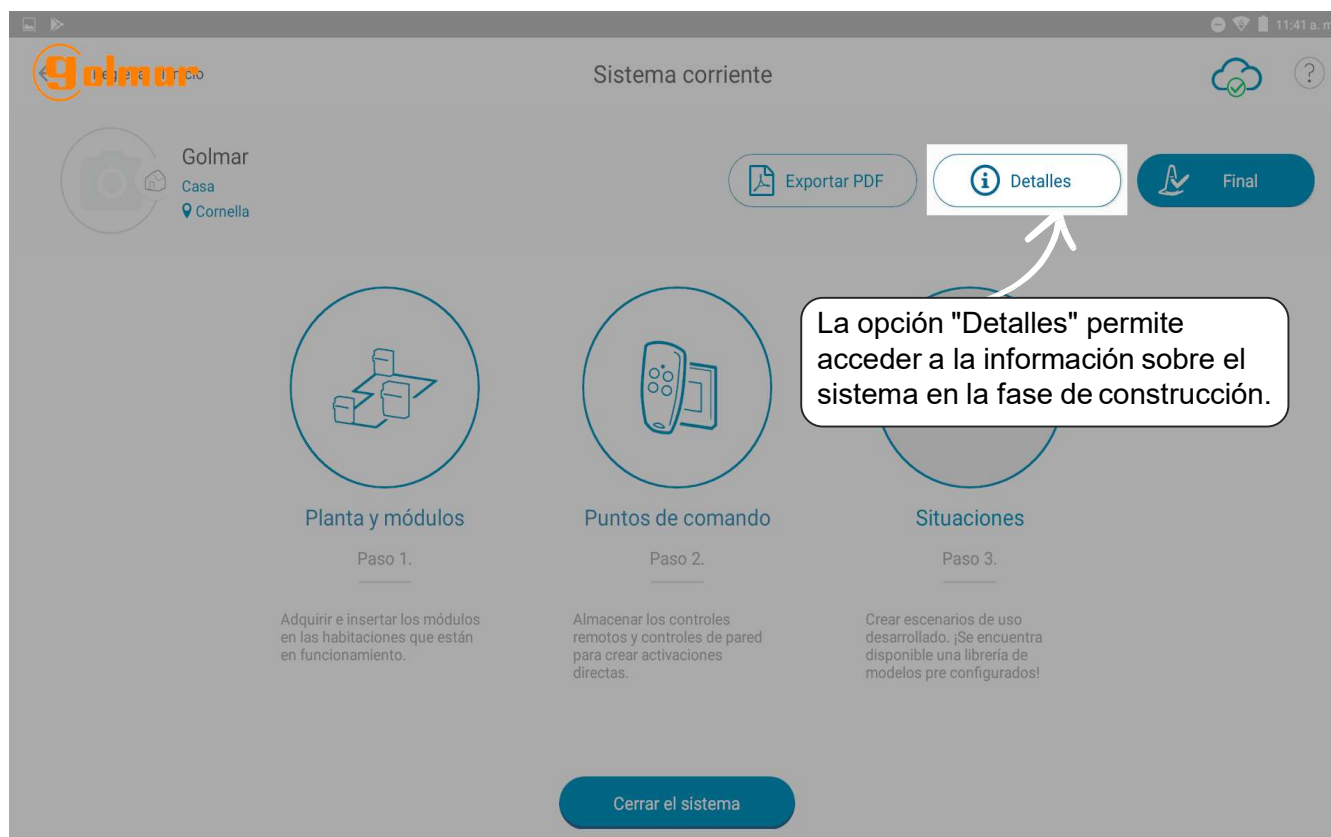 11:41 a. m
golmar
Sistema corriente
?
Golmar
Casa
Cornella
Exportar PDF
i Detalles
Final
La opción "Detalles" permite
acceder a la información sobre el
sistema en la fase de construcción.
Planta y módulos
Puntos de comando
Situaciones
Paso 1.
Paso 2.
Paso 3.
Adquirir e insertar los módulos
en las habitaciones que están
en funcionamiento.
Almacenar los controles
remotos y controles de pared
para crear activaciones
directas.
Crear escenarios de uso
desarrollado. ¡Se encuentra
disponible una librería de
modelos pre configurados!
Cerrar el sistema